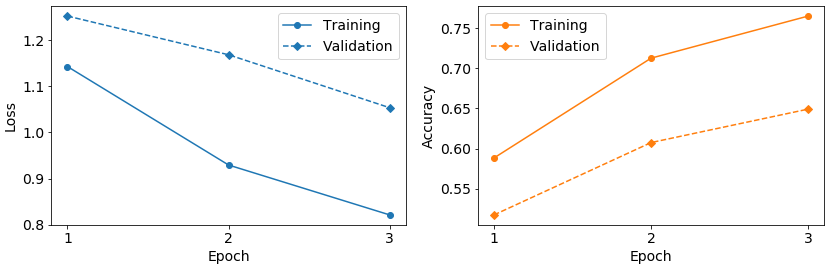 Loss
1.2
1.1
1.0
0.9
0.8
1 2 3
Epoch
Training
Validation
Accuracy
0.75
0.70
0.65
0.60
0.55
1 2 3
Epoch
Training
Validation